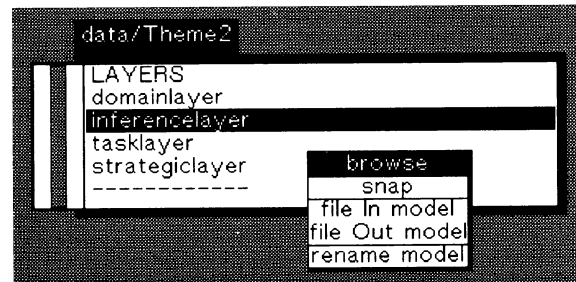 data/Theme2
LAYERS
domainlayer
inferencelayer
tasklayer
strategiclayer
------------
browse
snap
file In model
file Out model
rename model